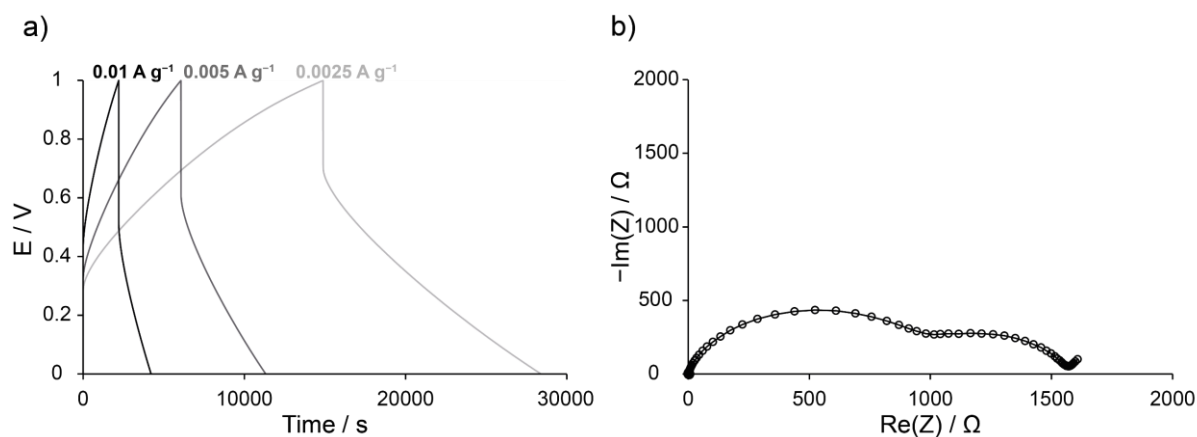 a)
0.01 A g⁻¹ 0.005 A g⁻¹ 0.0025 A g⁻¹
1
0.8
0.6
0.4
0.2
0
E / V
0 10000 20000 30000
Time / s
b)
2000
1500
1000
500
0
−Im(Z) / Ω
0 500 1000 1500 2000
Re(Z) / Ω